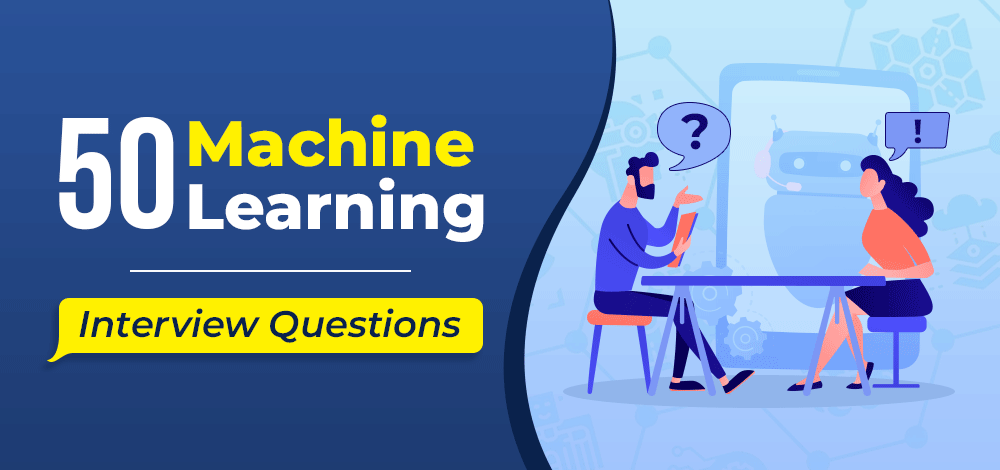 50 Machine
Learning
Interview Questions
?
!